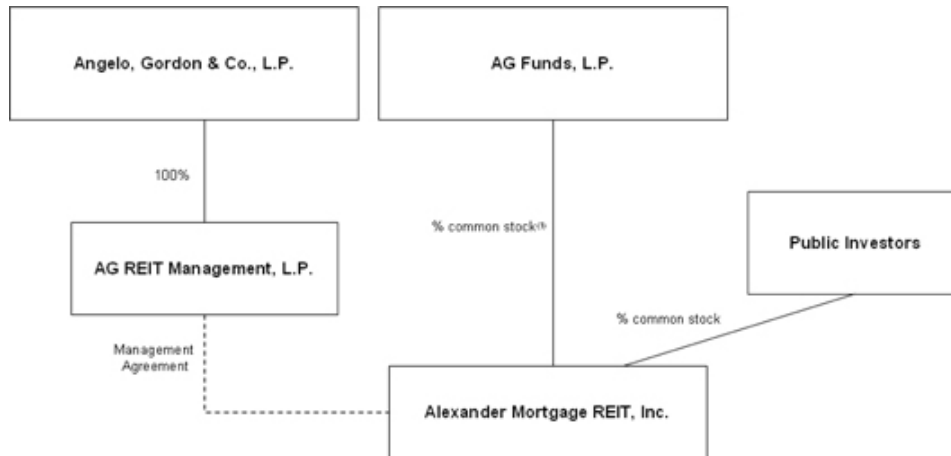 Angelo, Gordon & Co., L.P.
AG Funds, L.P.
100%
% common stock(1)
Public Investors
AG REIT Management, L.P.
% common stock
Management
Agreement
Alexander Mortgage REIT, Inc.